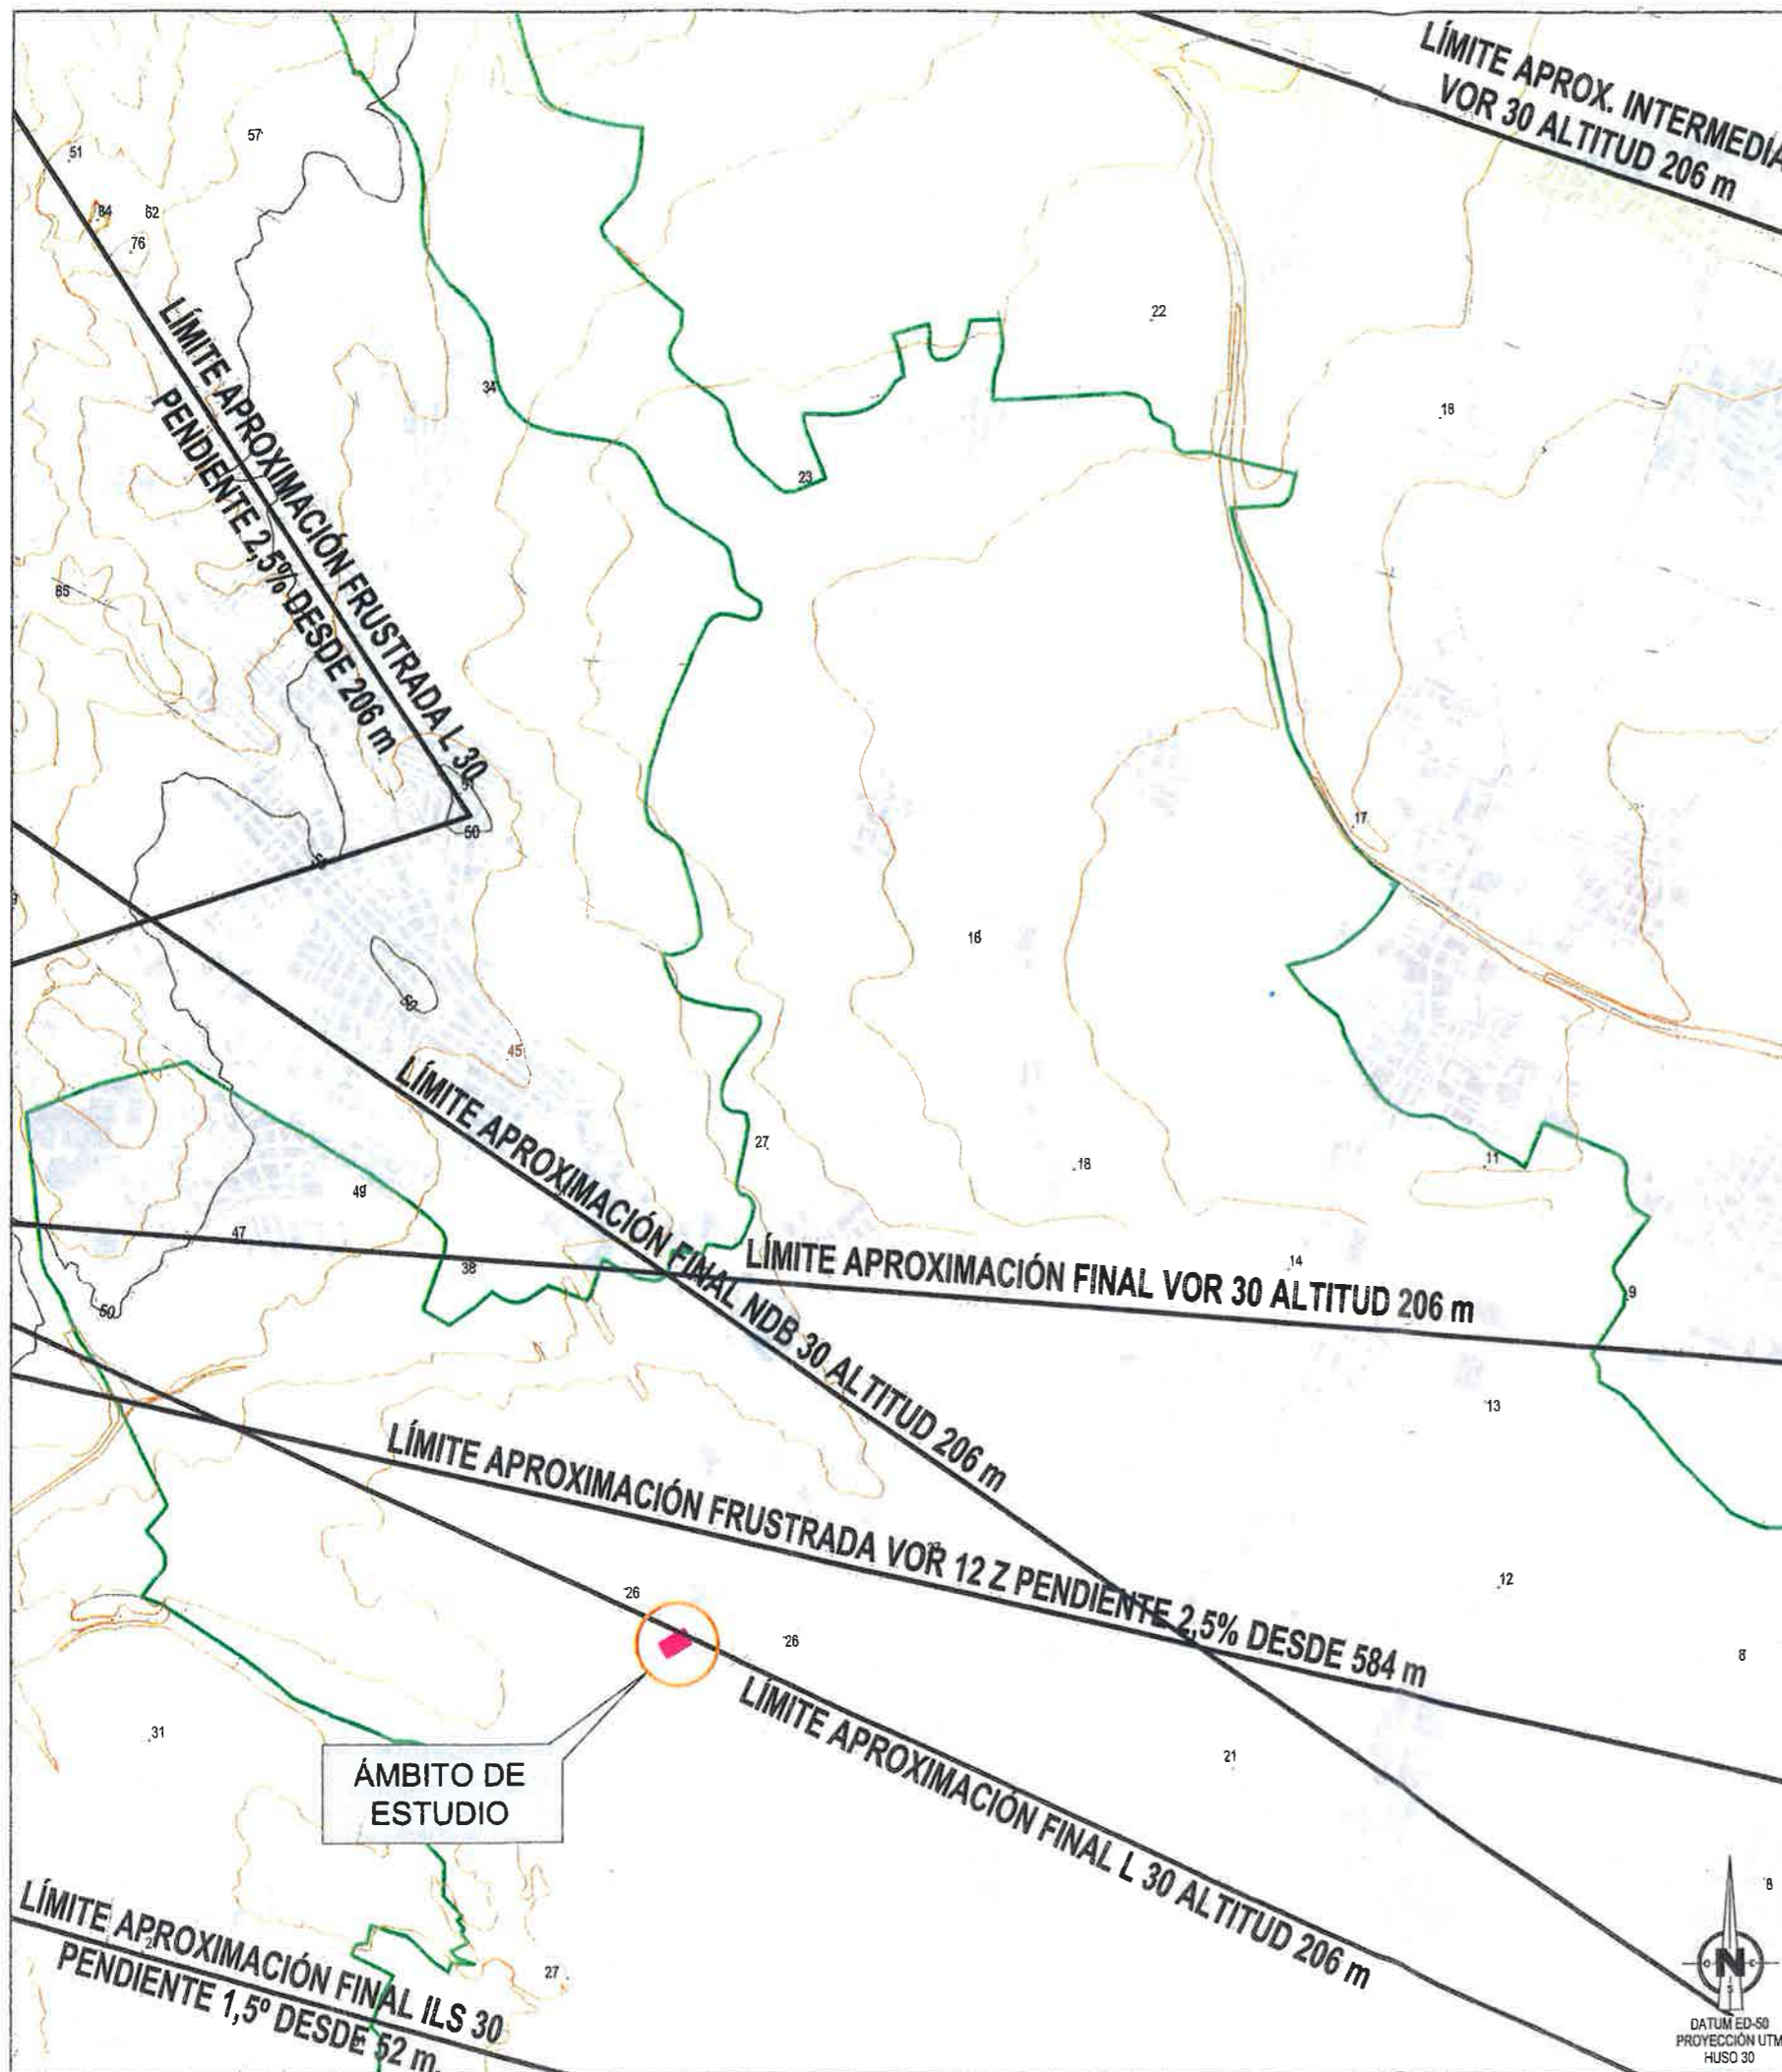 LÍMITE APROX. INTERMEDIA
VOR 30 ALTITUD 206 m
57
51
84
62
76
22
LÍMITE APROXIMACIÓN FRUSTRADA L 30
PENDIENTE 2,5% DESDE 206 m
34
18
23
85
17
50
16
50
45
LÍMITE APROXIMACIÓN FINAL NDB 30 ALTITUD 206 m
27
18
11
49
47
38
LÍMITE APROXIMACIÓN FINAL VOR 30 ALTITUD 206 m
14
9
50
13
LÍMITE APROXIMACIÓN FRUSTRADA VOR 12 Z PENDIENTE 2,5% DESDE 584 m
12
26
26
8
31
21
LÍMITE APROXIMACIÓN FINAL L 30 ALTITUD 206 m
ÁMBITO DE
ESTUDIO
8
LÍMITE APROXIMACIÓN FINAL ILS 30
PENDIENTE 1,5º DESDE 52 m
27
N
DATUM ED-50
PROYECCIÓN UTM
HUSO 30